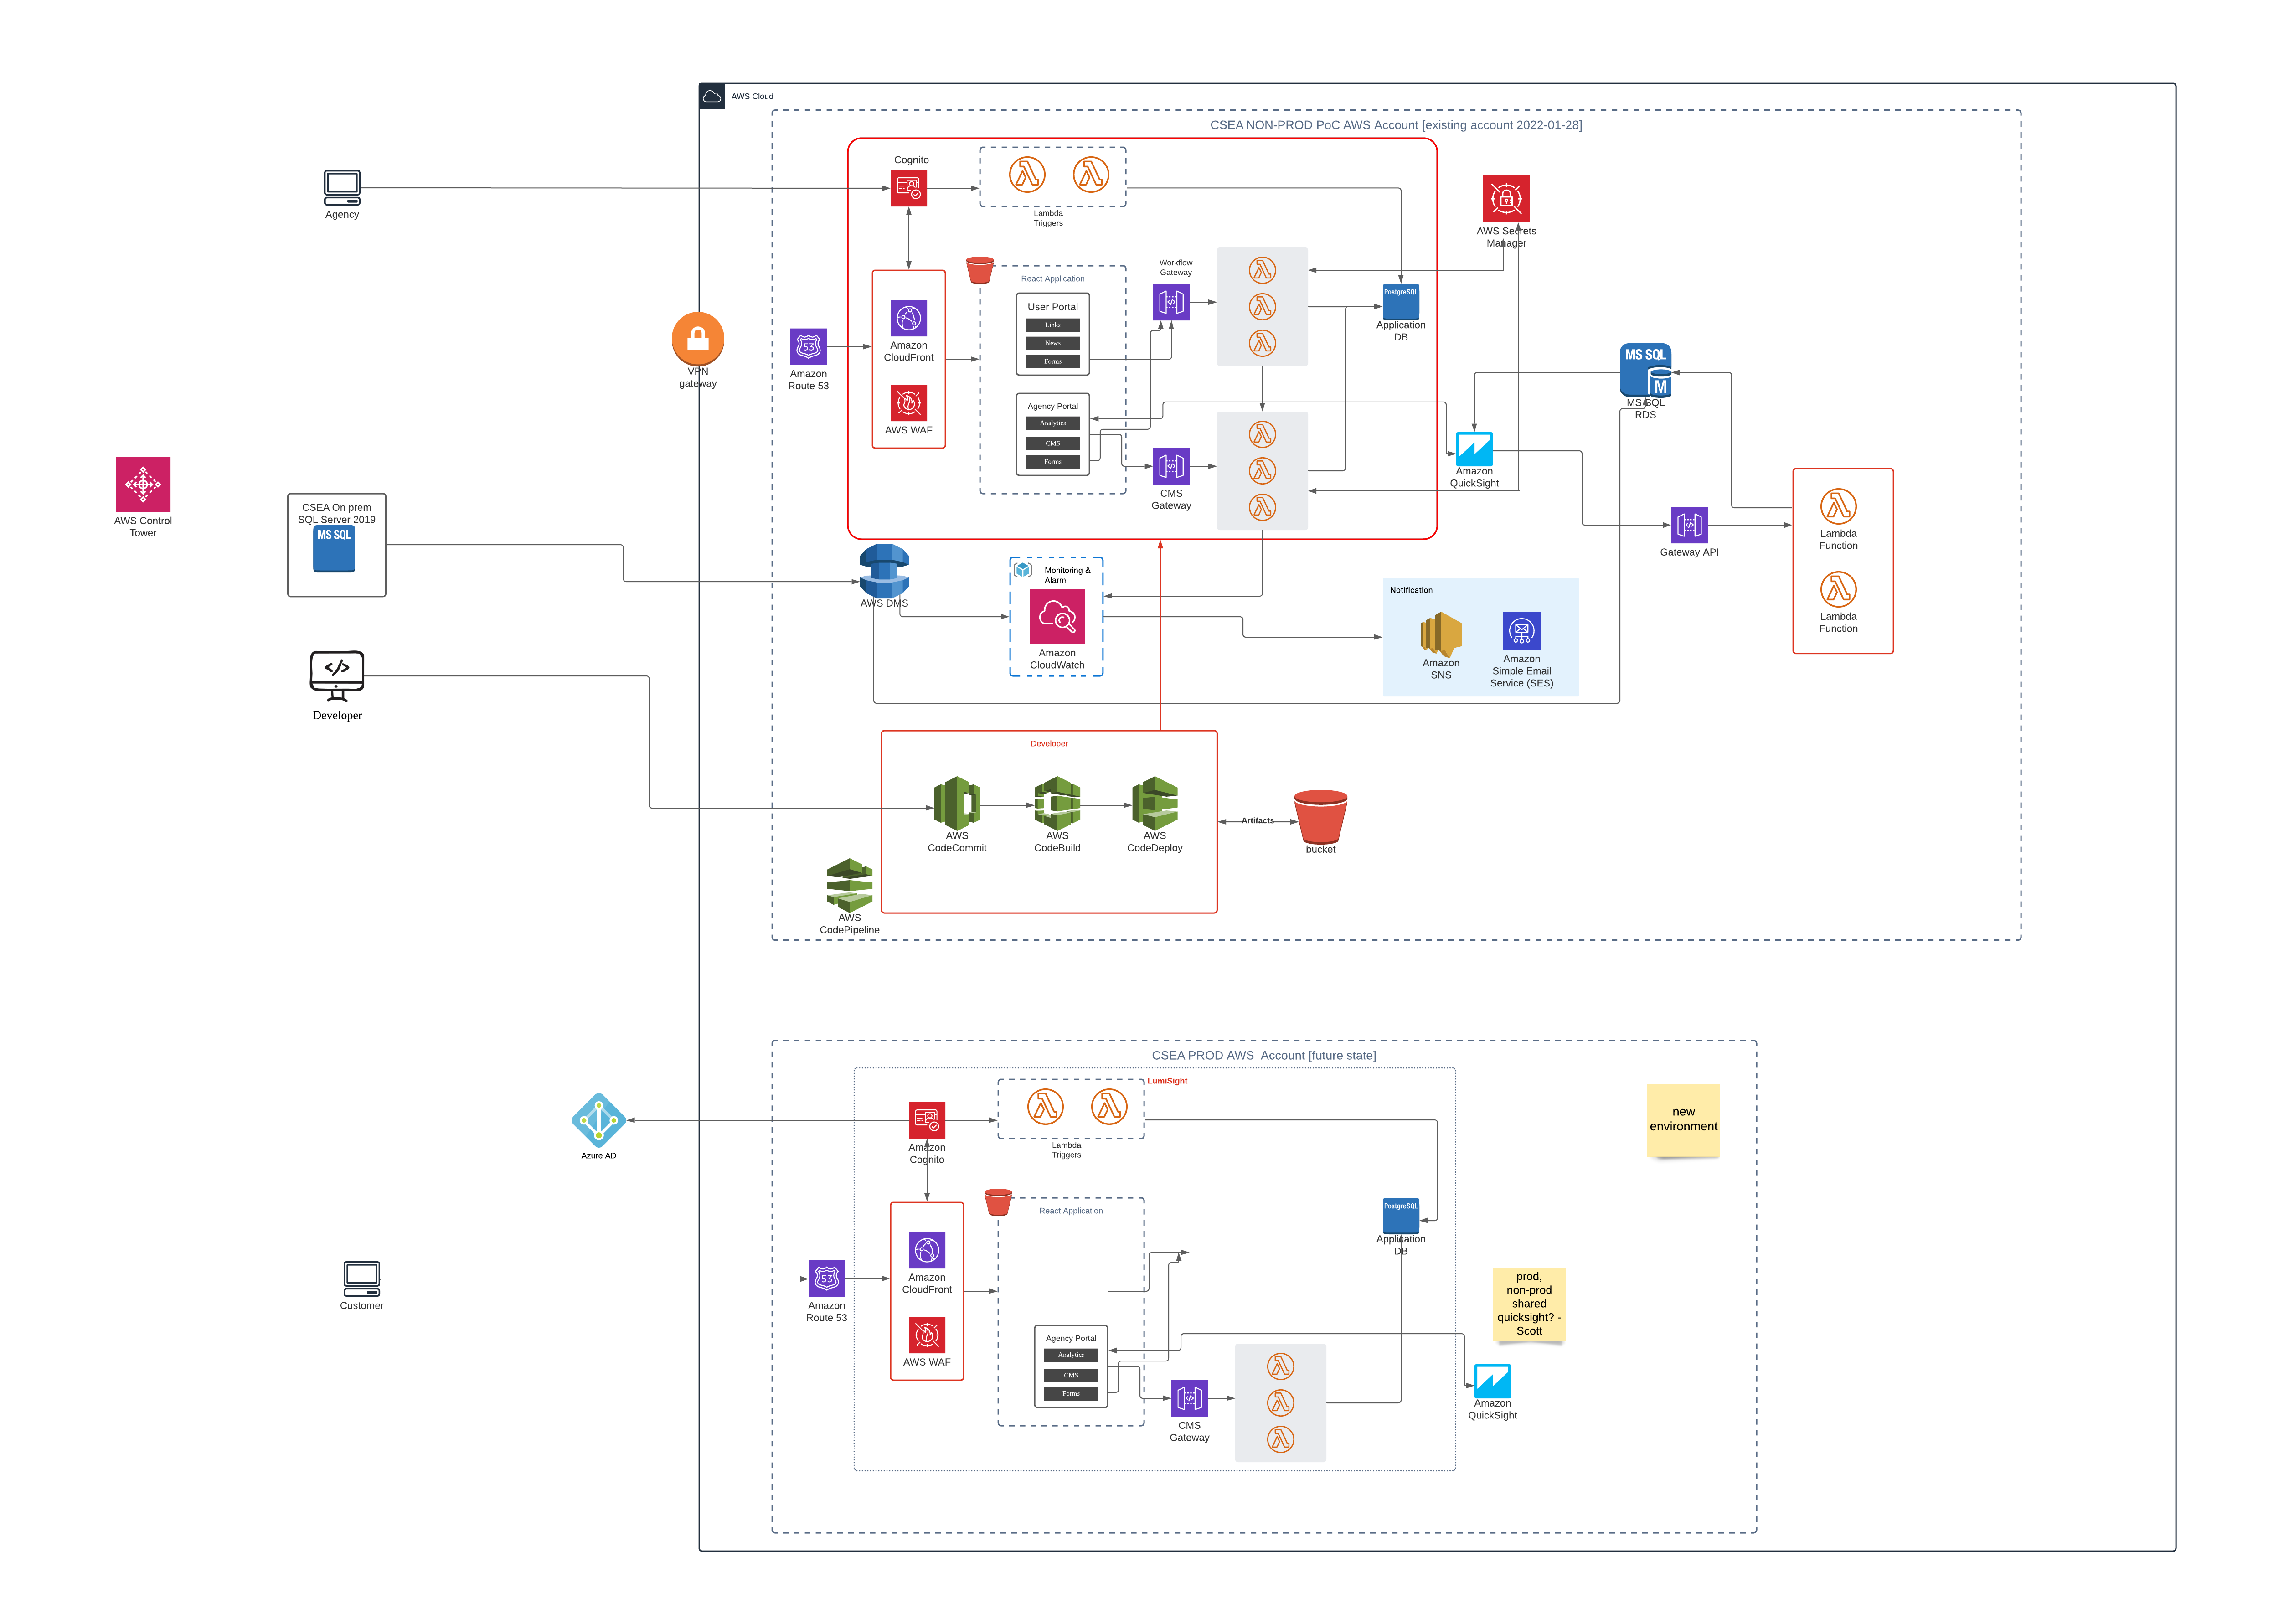 AWS Cloud
CSEA NON-PROD PoC AWS Account [existing account 2022-01-28]
Cognito
Lambda
Triggers
Agency
AWS Secrets
Manager
React Application
Workflow
Gateway
User Portal
Links
News
Forms
PostgreSQL
Application
DB
53
Amazon
Route 53
Amazon
CloudFront
AWS WAF
VPN
gateway
MS SQL
M
MS SQL
RDS
Agency Portal
Analytics
CMS
Forms
CMS
Gateway
Amazon
QuickSight
AWS Control
Tower
CSEA On prem
SQL Server 2019
MS SQL
Gateway API
Lambda
Function
Lambda
Function
AWS DMS
Monitoring &
Alarm
Amazon
CloudWatch
Notification
Amazon
SNS
Amazon
Simple Email
Service (SES)
</>
Developer
Developer
AWS
CodeCommit
AWS
CodeBuild
AWS
CodeDeploy
Artifacts
bucket
AWS
CodePipeline
CSEA PROD AWS  Account [future state]
LumiSight
new
environment
Azure AD
Amazon
Cognito
Lambda
Triggers
React Application
PostgreSQL
Application
DB
Customer
53
Amazon
Route 53
Amazon
CloudFront
AWS WAF
prod,
non-prod
shared
quicksight? -
Scott
Agency Portal
Analytics
CMS
Forms
CMS
Gateway
Amazon
QuickSight